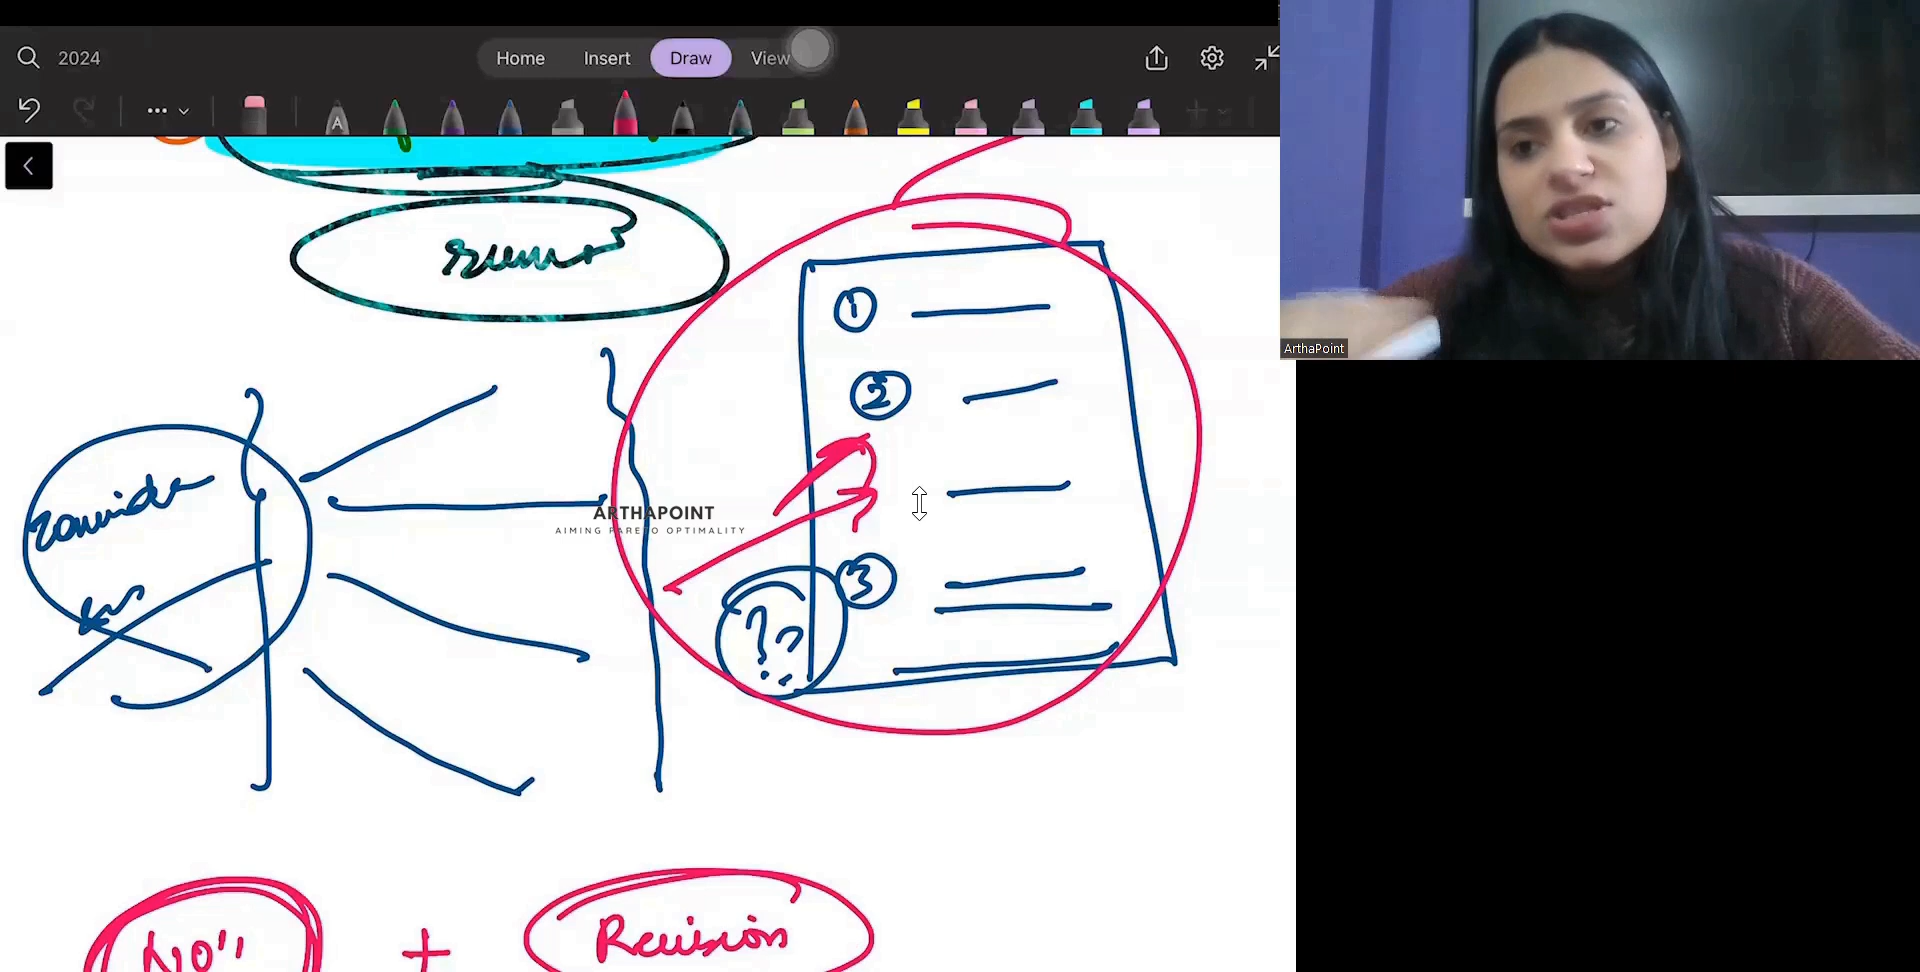 2024
Home Insert Draw View
A
ArthaPoint
1
2
ARTHAPOINT
AIMING PARETO OPTIMALITY
3
??
+ Revision